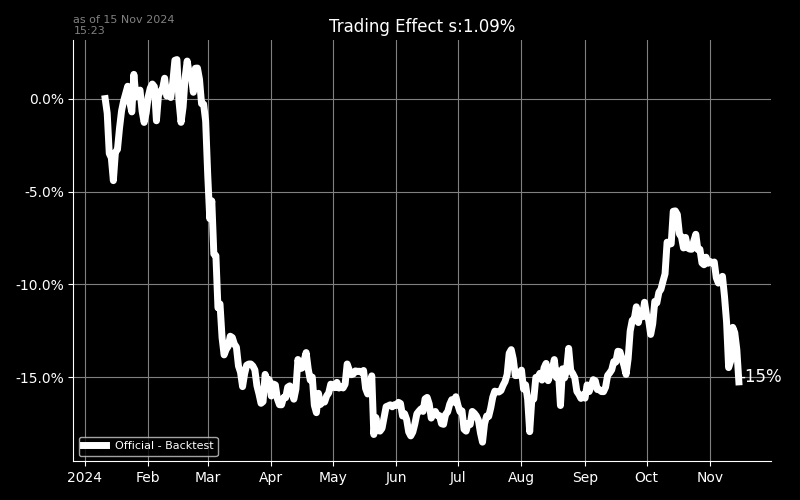 as of 15 Nov 2024
15:23
Trading Effect s:1.09%
0.0%
-5.0%
-10.0%
-15.0%
-15%
Official - Backtest
2024 Feb Mar Apr May Jun Jul Aug Sep Oct Nov